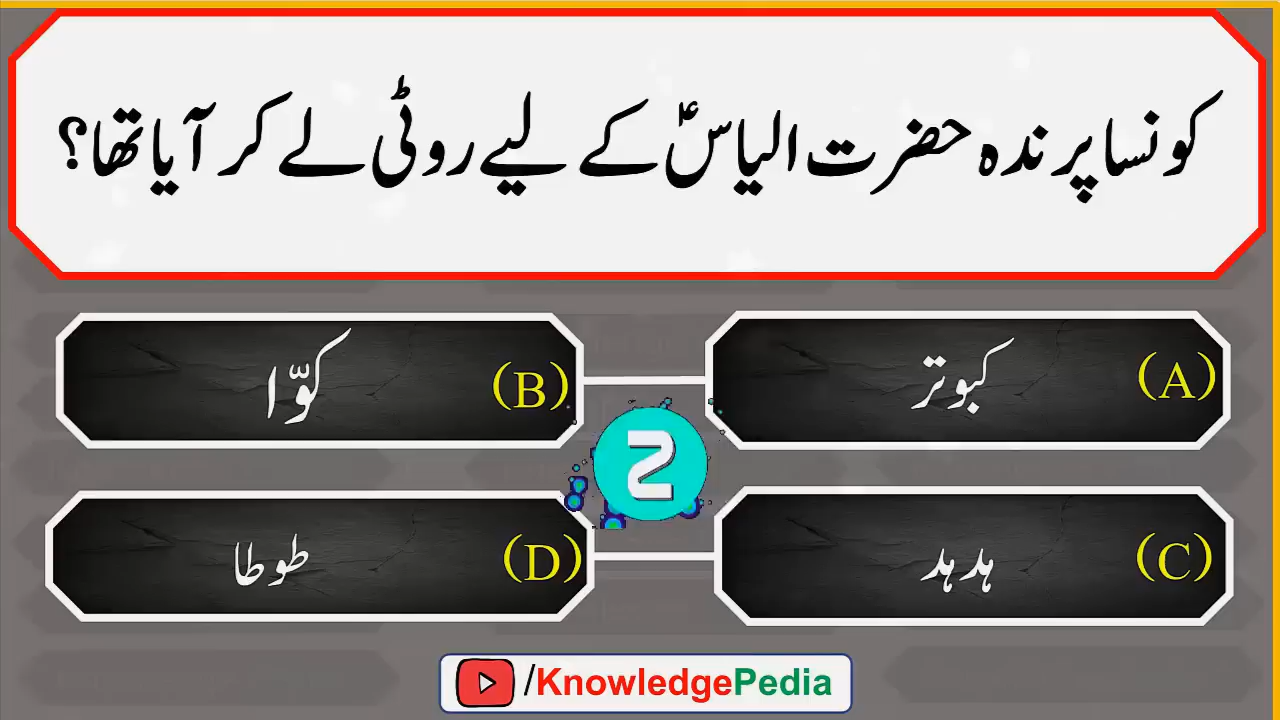 کونسا پرندہ حضرت الیاسؑ کے لیے روٹی لے کر آیا تھا؟
(A) کبوتر
(B) کوّا
2
(C) ہدہد
(D) طوطا
/KnowledgePedia